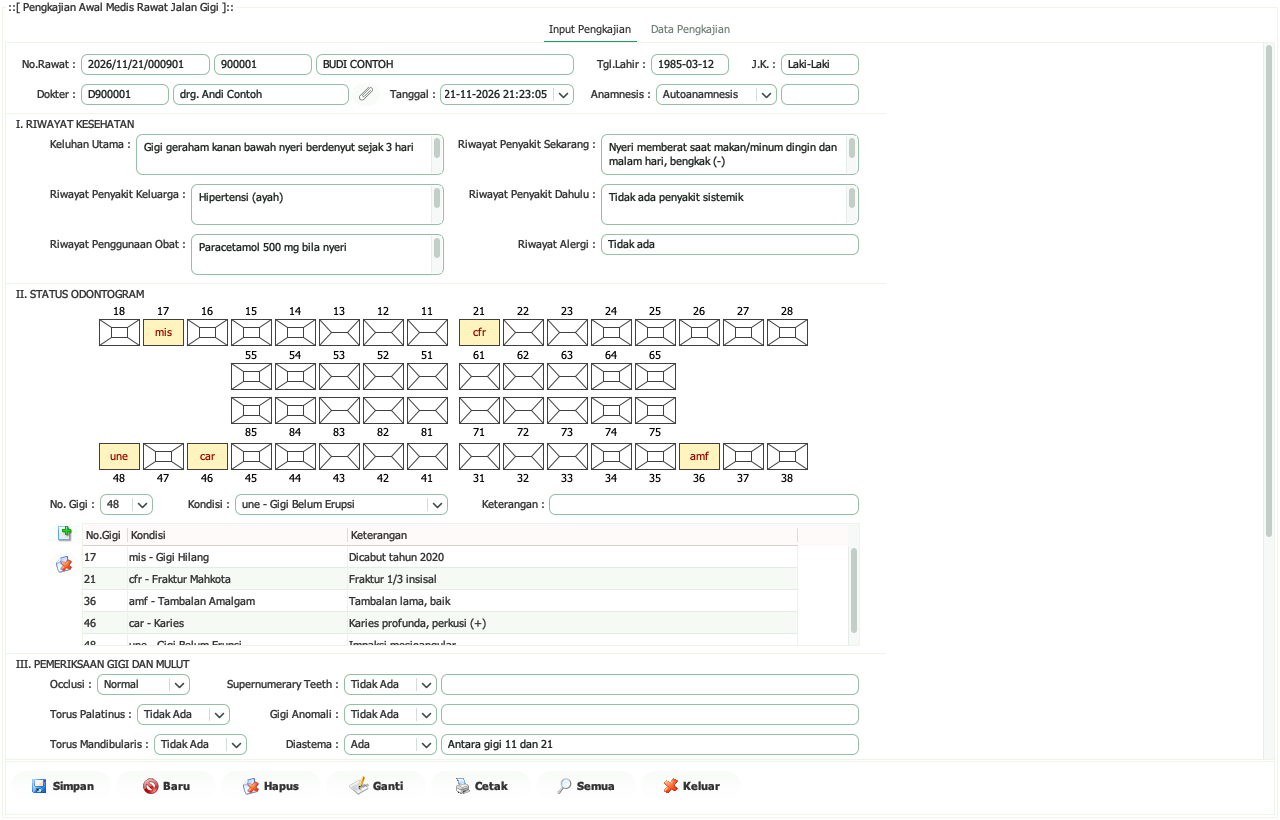 ::[ Pengkajian Awal Medis Rawat Jalan Gigi ]::
Input Pengkajian Data Pengkajian
No.Rawat : 2026/11/21/000901 900001 BUDI CONTOH Tgl.Lahir : 1985-03-12 J.K. : Laki-Laki
Dokter : D900001 drg. Andi Contoh Tanggal : 21-11-2026 21:23:05 Anamnesis : Autoanamnesis
I. RIWAYAT KESEHATAN
Keluhan Utama : Gigi geraham kanan bawah nyeri berdenyut sejak 3 hari
Riwayat Penyakit Sekarang : Nyeri memberat saat makan/minum dingin dan
malam hari, bengkak (-)
Riwayat Penyakit Keluarga : Hipertensi (ayah) Riwayat Penyakit Dahulu : Tidak ada penyakit sistemik
Riwayat Penggunaan Obat : Paracetamol 500 mg bila nyeri Riwayat Alergi : Tidak ada
II. STATUS ODONTOGRAM
18 17 16 15 14 13 12 11 21 22 23 24 25 26 27 28
mis cfr
55 54 53 52 51 61 62 63 64 65
85 84 83 82 81 71 72 73 74 75
une car amf
48 47 46 45 44 43 42 41 31 32 33 34 35 36 37 38
No. Gigi : 48 Kondisi : une - Gigi Belum Erupsi Keterangan :
No.Gigi Kondisi Keterangan
17 mis - Gigi Hilang Dicabut tahun 2020
21 cfr - Fraktur Mahkota Fraktur 1/3 insisal
36 amf - Tambalan Amalgam Tambalan lama, baik
46 car - Karies Karies profunda, perkusi (+)
48 une - Gigi Belum Erupsi Impaksi mesioangular
III. PEMERIKSAAN GIGI DAN MULUT
Occlusi : Normal Supernumerary Teeth : Tidak Ada
Torus Palatinus : Tidak Ada Gigi Anomali : Tidak Ada
Torus Mandibularis : Tidak Ada Diastema : Ada Antara gigi 11 dan 21
Simpan Baru Hapus Ganti Cetak Semua Keluar